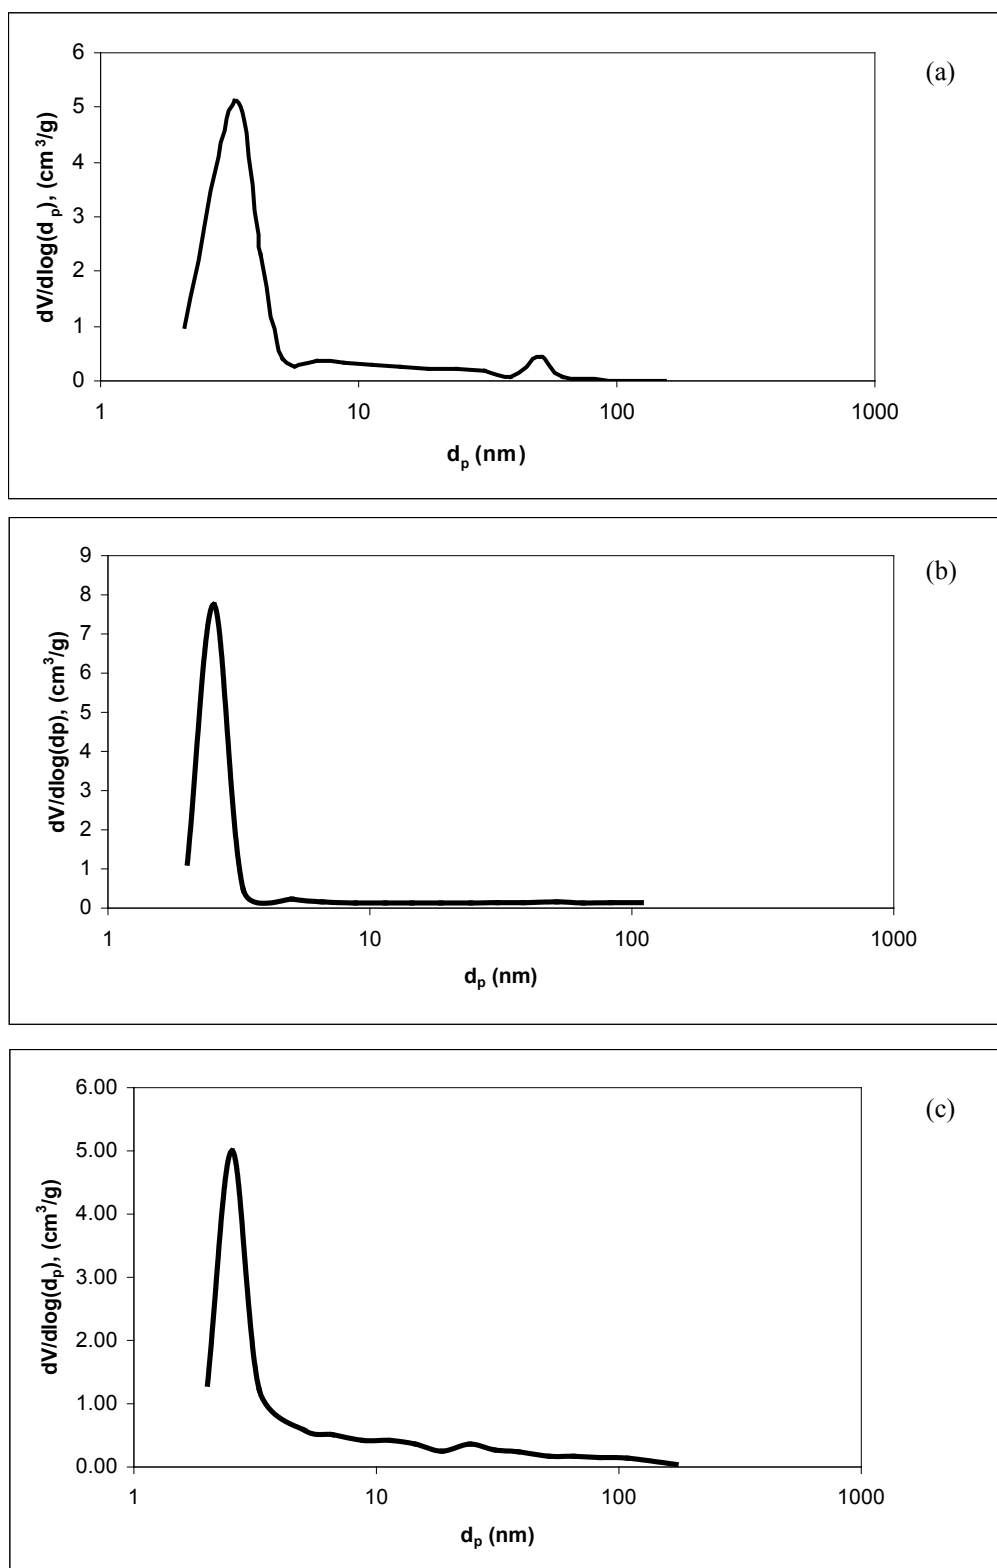 (a)
dV/dlog(d p), (cm³/g)
6
5
4
3
2
1
0
1 10 100 1000
dₚ (nm)
(b)
dV/dlog(dp), (cm³/g)
9
8
7
6
5
4
3
2
1
0
1 10 100 1000
dₚ (nm)
(c)
dV/dlog(dₚ), (cm³/g)
6.00
5.00
4.00
3.00
2.00
1.00
0.00
1 10 100 1000
dₚ (nm)